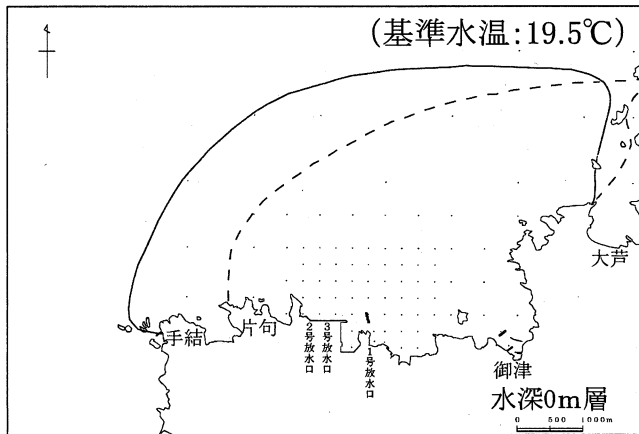 (基準水温:19.5℃)
大芦
手結
片句
2号放水口
3号放水口
1号放水口
御津
水深0m層
0 500 1000m